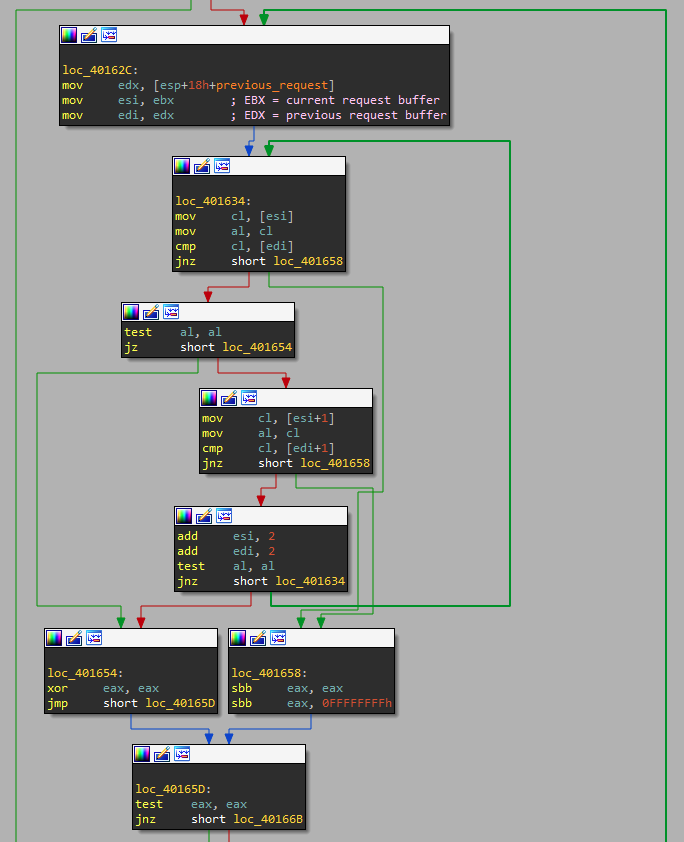 loc_40162C:
mov edx, [esp+18h+previous_request]
mov esi, ebx ; EBX = current request buffer
mov edi, edx ; EDX = previous request buffer
loc_401634:
mov cl, [esi]
mov al, cl
cmp cl, [edi]
jnz short loc_401658
test al, al
jz short loc_401654
mov cl, [esi+1]
mov al, cl
cmp cl, [edi+1]
jnz short loc_401658
add esi, 2
add edi, 2
test al, al
jnz short loc_401634
loc_401654:
xor eax, eax
jmp short loc_40165D
loc_401658:
sbb eax, eax
sbb eax, 0FFFFFFFFh
loc_40165D:
test eax, eax
jnz short loc_40166B